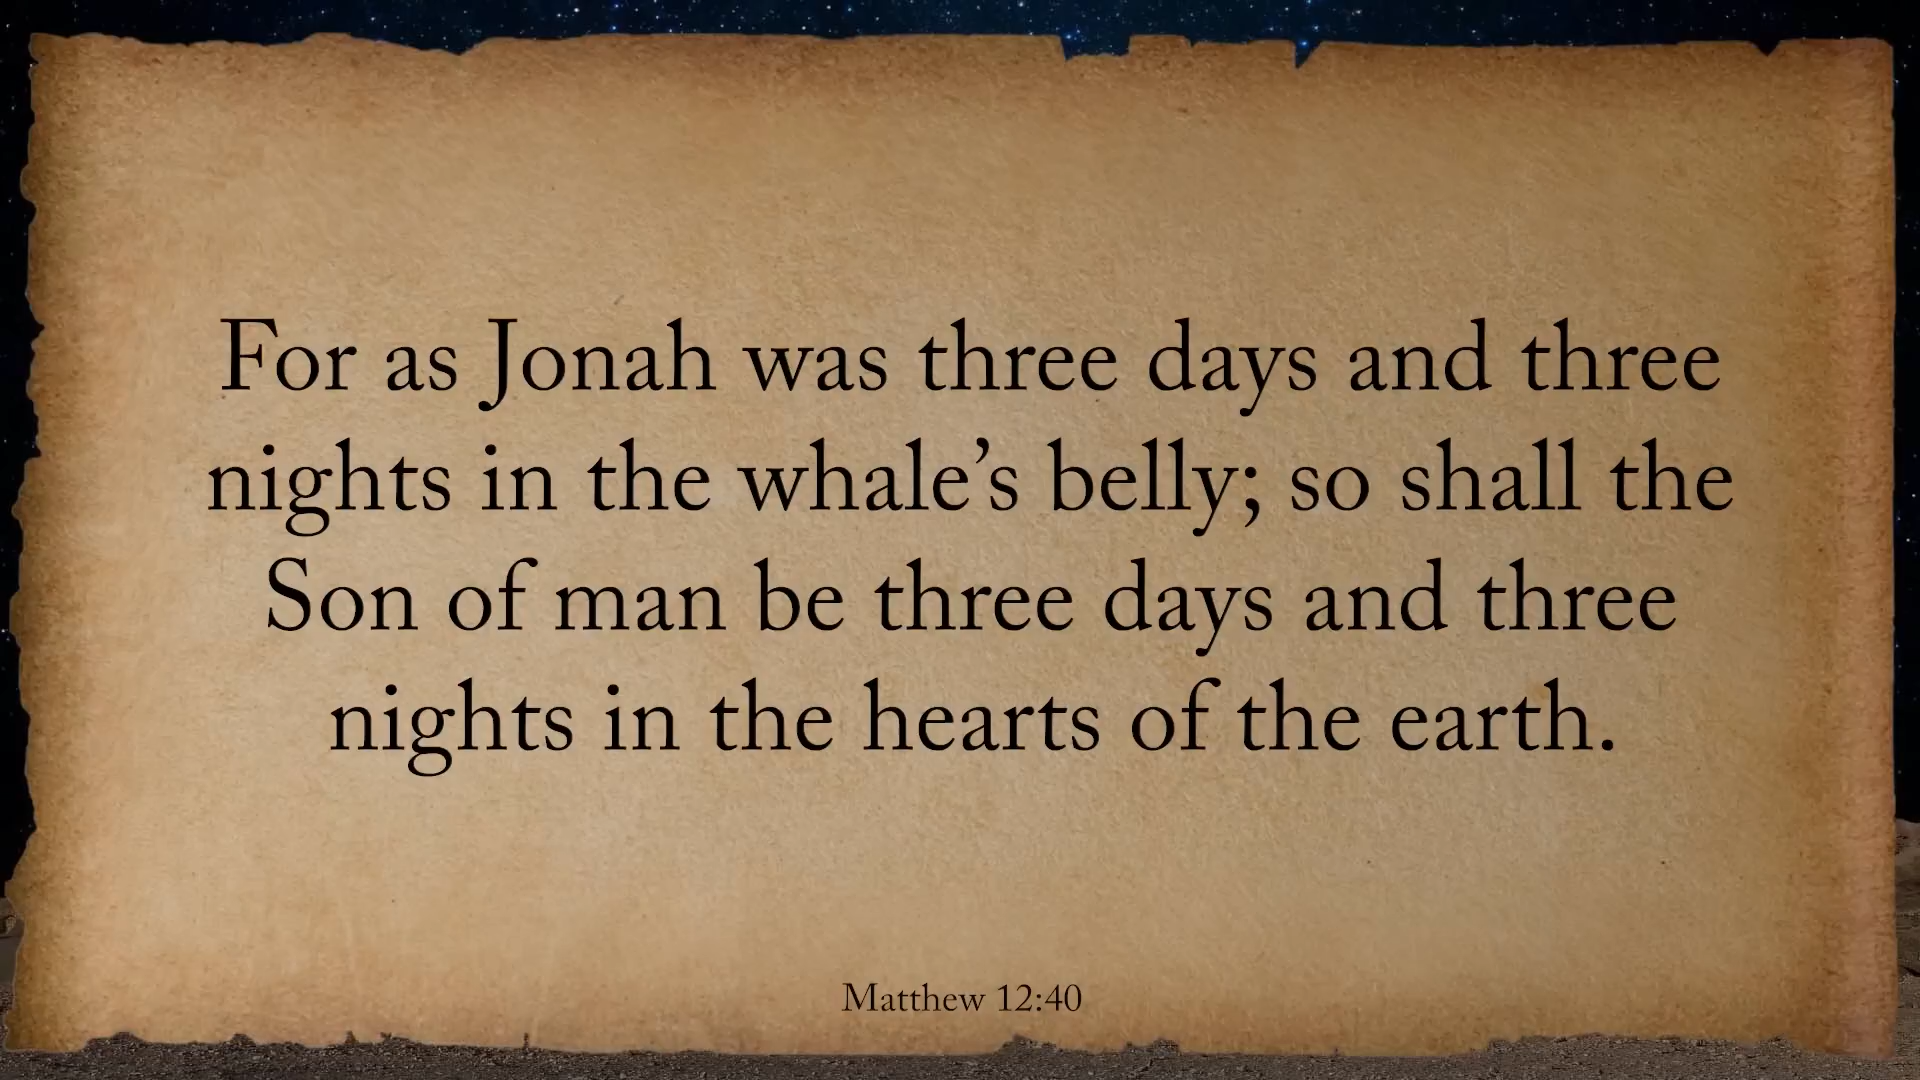 For as Jonah was three days and three
nights in the whale’s belly; so shall the
Son of man be three days and three
nights in the hearts of the earth.
Matthew 12:40